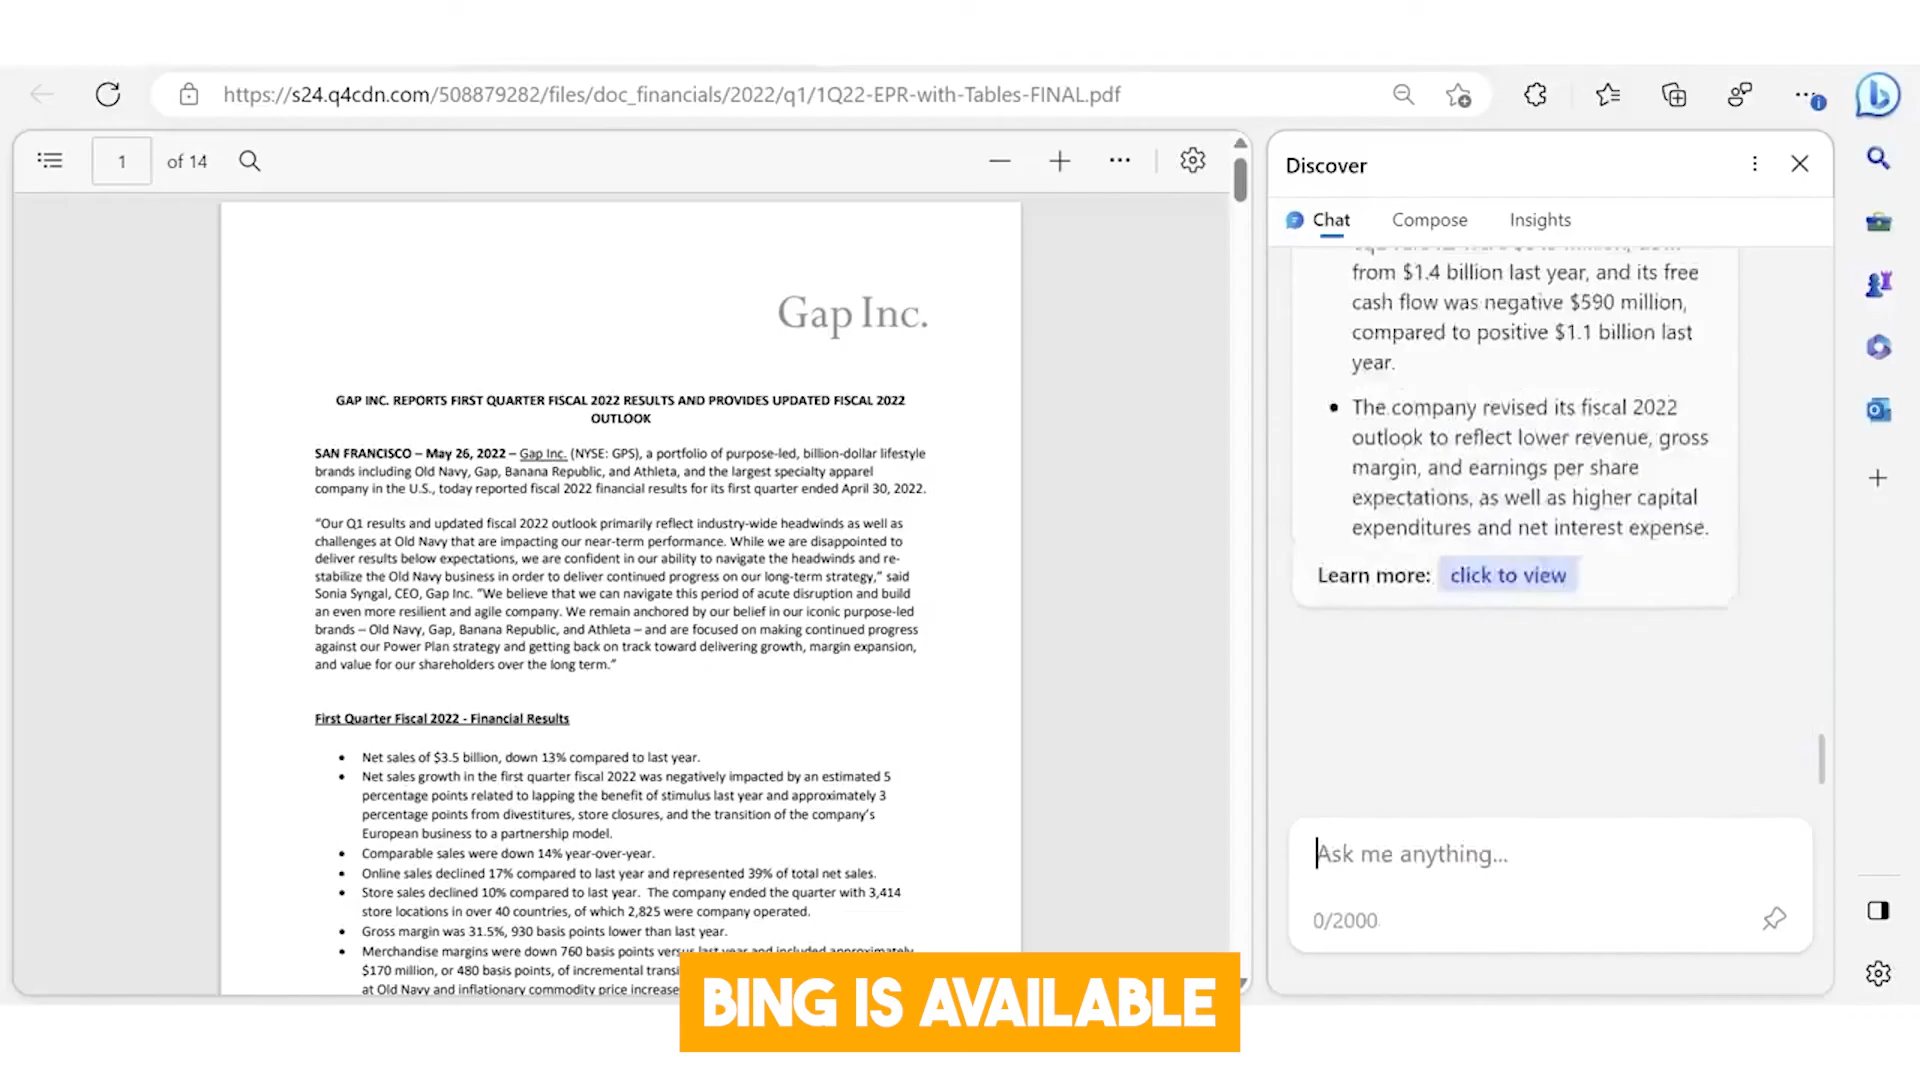 https://s24.q4cdn.com/508879282/files/doc_financials/2022/q1/1Q22-EPR-with-Tables-FINAL.pdf
1 of 14
Gap Inc.
GAP INC. REPORTS FIRST QUARTER FISCAL 2022 RESULTS AND PROVIDES UPDATED FISCAL 2022
OUTLOOK
SAN FRANCISCO – May 26, 2022 – Gap Inc. (NYSE: GPS), a portfolio of purpose-led, billion-dollar lifestyle
brands including Old Navy, Gap, Banana Republic, and Athleta, and the largest specialty apparel
company in the U.S., today reported fiscal 2022 financial results for its first quarter ended April 30, 2022.
“Our Q1 results and updated fiscal 2022 outlook primarily reflect industry-wide headwinds as well as
challenges at Old Navy that are impacting our near-term performance. While we are disappointed to
deliver results below expectations, we are confident in our ability to navigate the headwinds and re-
stabilize the Old Navy business in order to deliver continued progress on our long-term strategy,” said
Sonia Syngal, CEO, Gap Inc. “We believe that we can navigate this period of acute disruption and build
an even more resilient and agile company. We remain anchored by our belief in our iconic purpose-led
brands – Old Navy, Gap, Banana Republic, and Athleta – and are focused on making continued progress
against our Power Plan strategy and getting back on track toward delivering growth, margin expansion,
and value for our shareholders over the long term.”
First Quarter Fiscal 2022 - Financial Results
• Net sales of $3.5 billion, down 13% compared to last year.
• Net sales growth in the first quarter fiscal 2022 was negatively impacted by an estimated 5
percentage points related to lapping the benefit of stimulus last year and approximately 3
percentage points from divestitures, store closures, and the transition of the company’s
European business to a partnership model.
• Comparable sales were down 14% year-over-year.
• Online sales declined 17% compared to last year and represented 39% of total net sales.
• Store sales declined 10% compared to last year. The company ended the quarter with 3,414
store locations in over 40 countries, of which 2,825 were company operated.
• Gross margin was 31.5%, 930 basis points lower than last year.
• Merchandise margins were down 760 basis points versus last year and included approximately
$170 million, or 480 basis points, of incremental
at Old Navy and inflationary commodity price
Discover
Chat Compose Insights
from $1.4 billion last year, and its free
cash flow was negative $590 million,
compared to positive $1.1 billion last
year.
• The company revised its fiscal 2022
outlook to reflect lower revenue, gross
margin, and earnings per share
expectations, as well as higher capital
expenditures and net interest expense.
Learn more: click to view
Ask me anything...
0/2000
BING IS AVAILABLE